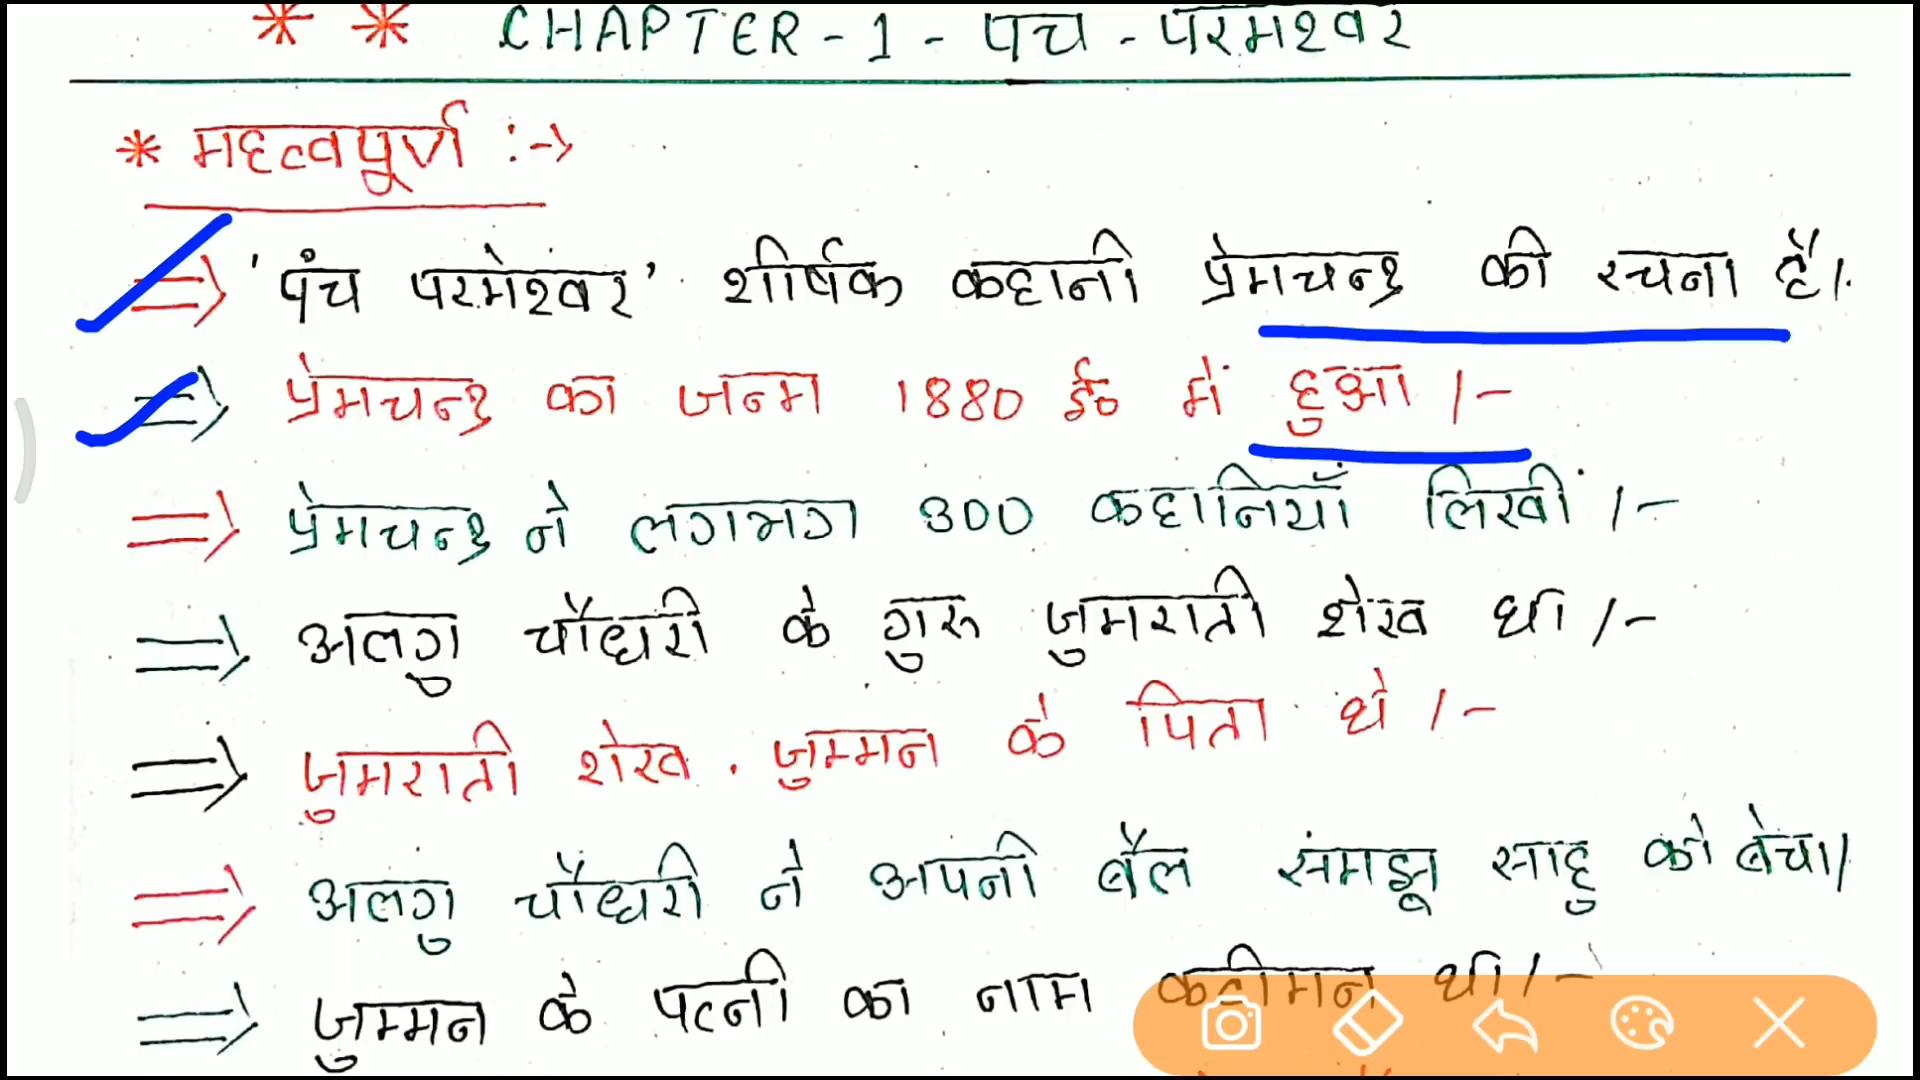 ** CHAPTER - 1 - पंच - परमेश्वर
* महत्वपूर्ण :->
=> 'पंच परमेश्वर' शीर्षक कहानी प्रेमचन्द्र की रचना है।
=> प्रेमचन्द्र का जन्म 1880 ई० में हुआ।-
=> प्रेमचन्द्र ने लगभग 300 कहानियाँ लिखीं।-
=> अलगु चौधरी के गुरु जुमराती शेख था।-
=> जुमराती शेख. जुम्मन के पिता थे।-
=> अलगु चौधरी ने अपनी बैल समझू साहु को बेचा।
=> जुम्मन के पत्नी का नाम करीमन थी।-